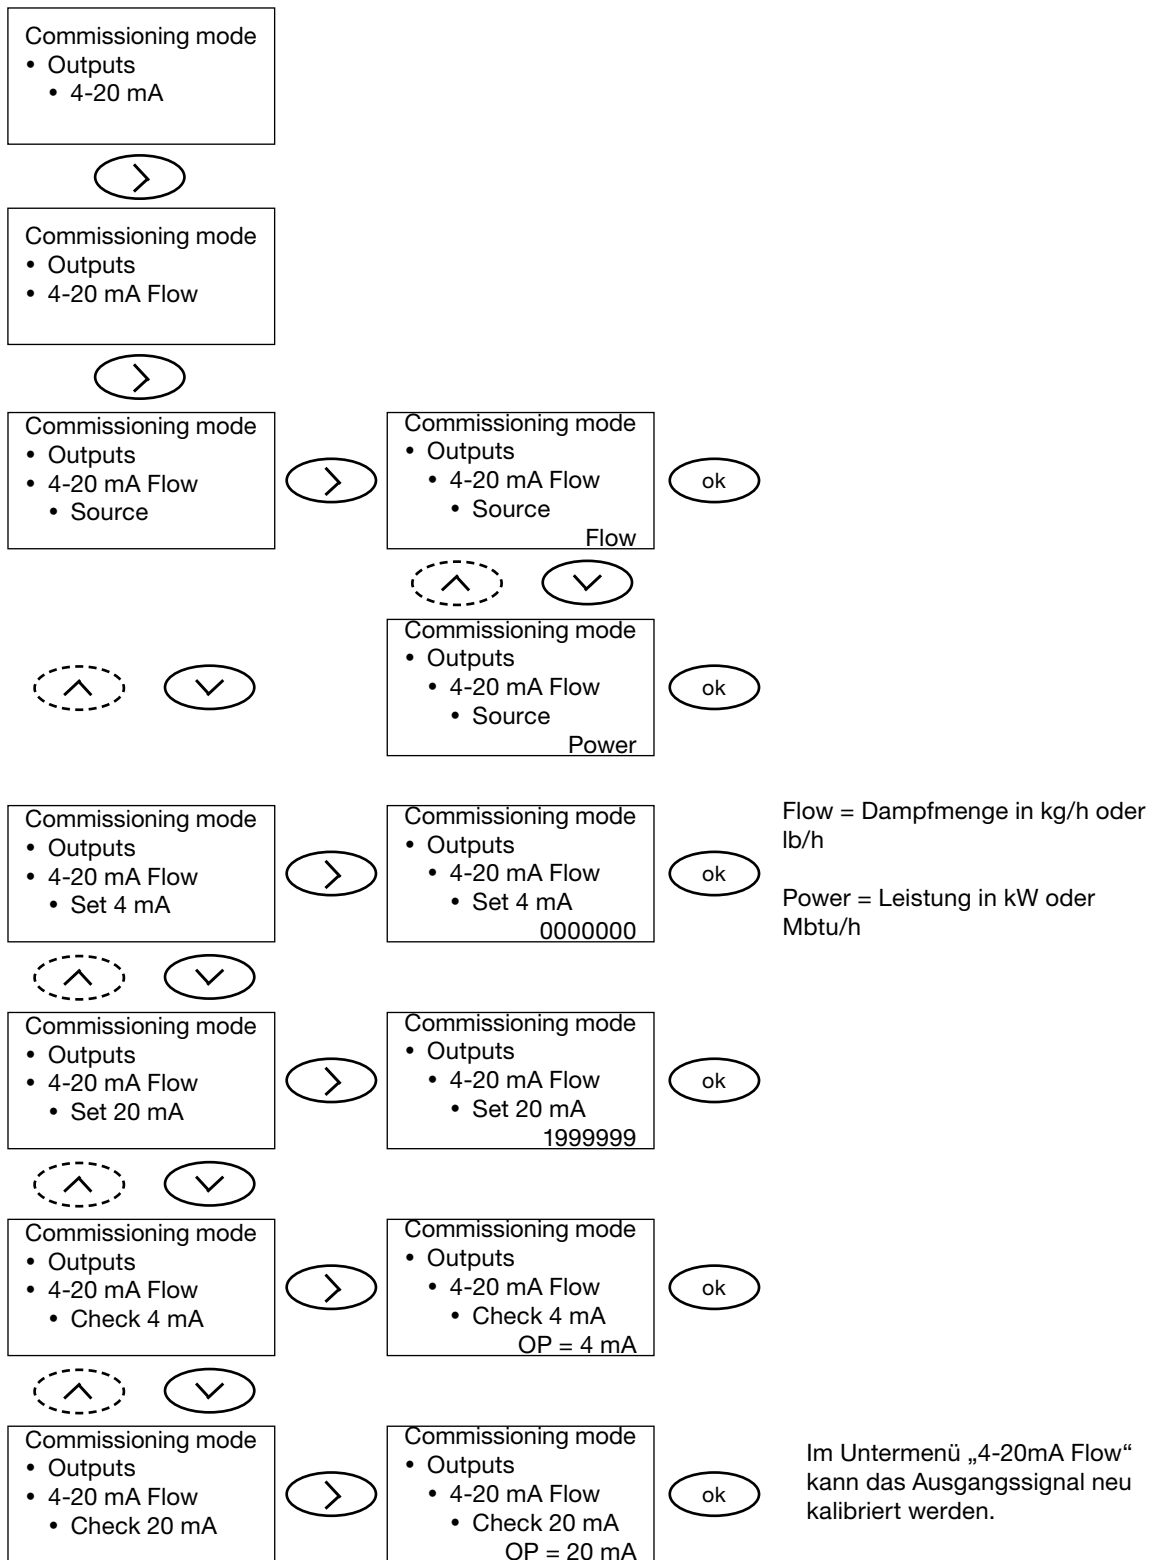 Commissioning mode
• Outputs
• 4-20 mA
Commissioning mode
• Outputs
• 4-20 mA Flow
Commissioning mode
• Outputs
• 4-20 mA Flow
• Source
Commissioning mode
• Outputs
• 4-20 mA Flow
• Source
Flow
ok
Commissioning mode
• Outputs
• 4-20 mA Flow
• Source
Power
ok
Commissioning mode
• Outputs
• 4-20 mA Flow
• Set 4 mA
Commissioning mode
• Outputs
• 4-20 mA Flow
• Set 4 mA
0000000
ok
Flow = Dampfmenge in kg/h oder
lb/h
Power = Leistung in kW oder
Mbtu/h
Commissioning mode
• Outputs
• 4-20 mA Flow
• Set 20 mA
Commissioning mode
• Outputs
• 4-20 mA Flow
• Set 20 mA
1999999
ok
Commissioning mode
• Outputs
• 4-20 mA Flow
• Check 4 mA
Commissioning mode
• Outputs
• 4-20 mA Flow
• Check 4 mA
OP = 4 mA
ok
Commissioning mode
• Outputs
• 4-20 mA Flow
• Check 20 mA
Commissioning mode
• Outputs
• 4-20 mA Flow
• Check 20 mA
OP = 20 mA
ok
Im Untermenü „4-20mA Flow“
kann das Ausgangssignal neu
kalibriert werden.